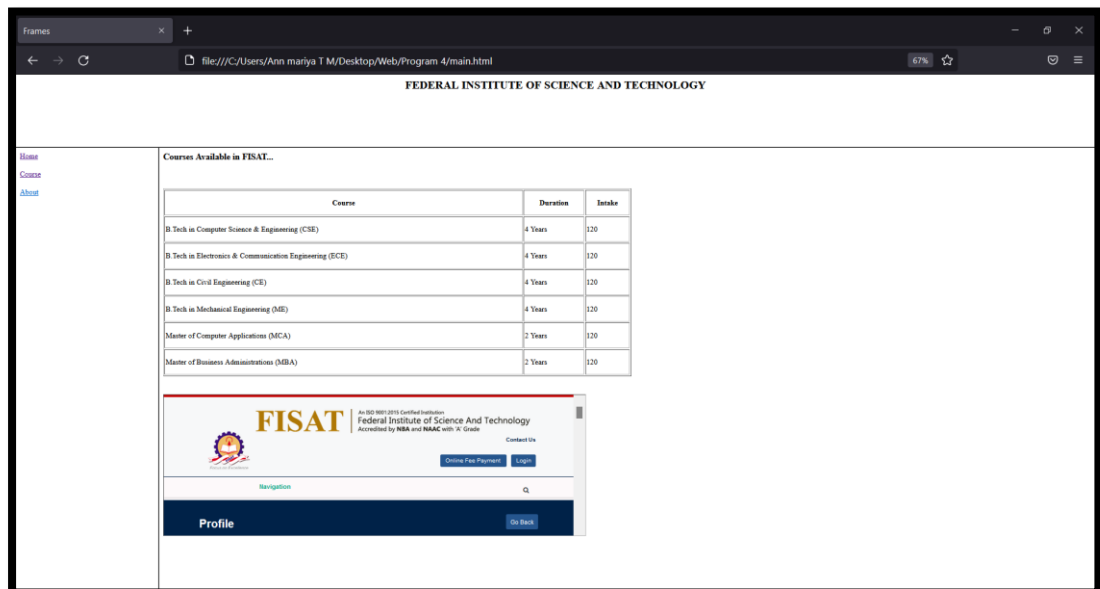 Frames
file:///C:/Users/Ann mariya T M/Desktop/Web/Program 4/main.html
67%
FEDERAL INSTITUTE OF SCIENCE AND TECHNOLOGY
Home
Course
About
Courses Available in FISAT...
Course Duration Intake
B.Tech in Computer Science & Engineering (CSE) 4 Years 120
B.Tech in Electronics & Communication Engineering (ECE) 4 Years 120
B.Tech in Civil Engineering (CE) 4 Years 120
B.Tech in Mechanical Engineering (ME) 4 Years 120
Master of Computer Applications (MCA) 2 Years 120
Master of Business Administrations (MBA) 2 Years 120
FISAT
An ISO 9001:2015 Certified Institution
Federal Institute of Science And Technology
Accredited by NBA and NAAC with 'A' Grade
Contact Us
Online Fee Payment Login
Navigation
Profile
Go Back